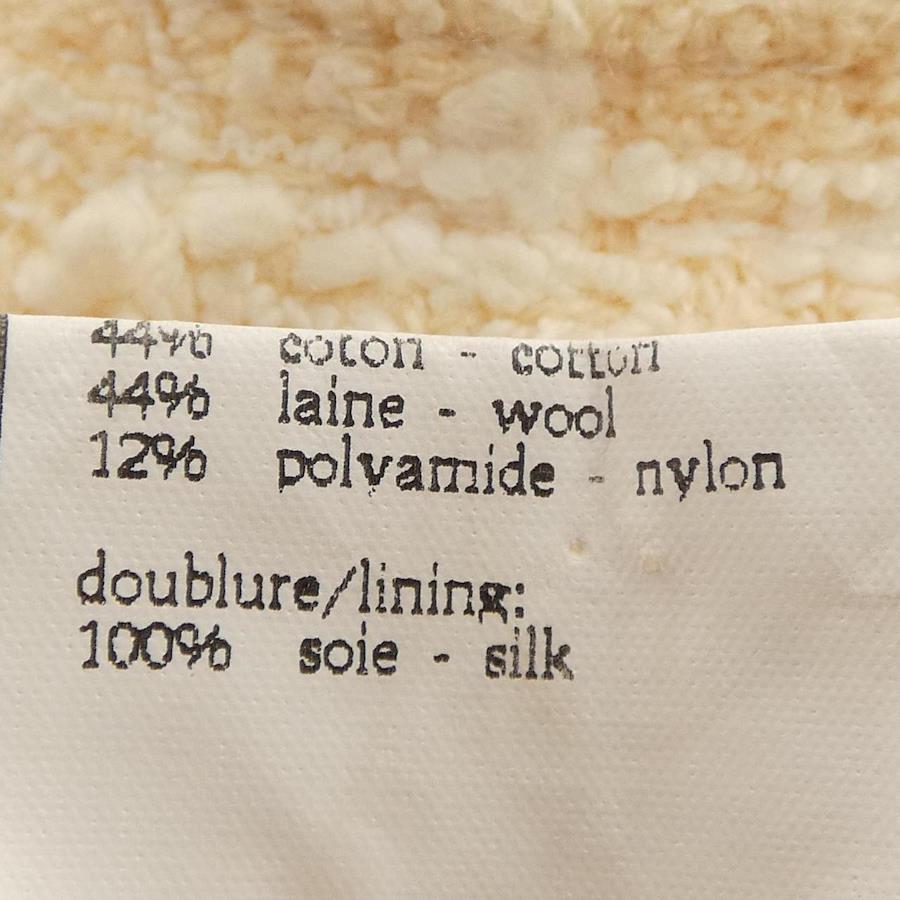 44% coton - cotton
44% laine - wool
12% polyamide - nylon
doublure/lining:
100% soie - silk